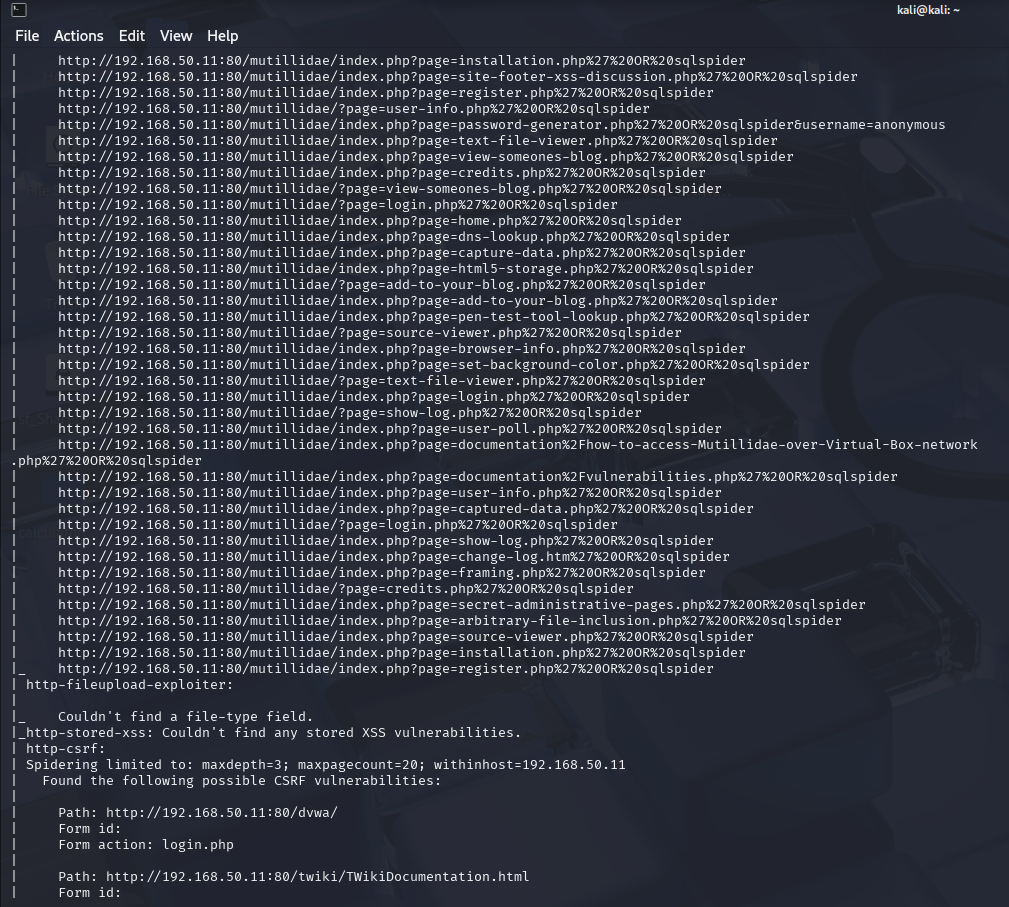 kali@kali: ~
File Actions Edit View Help
|     http://192.168.50.11:80/mutillidae/index.php?page=installation.php%27%20OR%20sqlspider
|     http://192.168.50.11:80/mutillidae/index.php?page=site-footer-xss-discussion.php%27%20OR%20sqlspider
|     http://192.168.50.11:80/mutillidae/index.php?page=register.php%27%20OR%20sqlspider
|     http://192.168.50.11:80/mutillidae/?page=user-info.php%27%20OR%20sqlspider
|     http://192.168.50.11:80/mutillidae/index.php?page=password-generator.php%27%20OR%20sqlspider&username=anonymous
|     http://192.168.50.11:80/mutillidae/index.php?page=text-file-viewer.php%27%20OR%20sqlspider
|     http://192.168.50.11:80/mutillidae/index.php?page=view-someones-blog.php%27%20OR%20sqlspider
|     http://192.168.50.11:80/mutillidae/index.php?page=credits.php%27%20OR%20sqlspider
|     http://192.168.50.11:80/mutillidae/?page=view-someones-blog.php%27%20OR%20sqlspider
|     http://192.168.50.11:80/mutillidae/?page=login.php%27%20OR%20sqlspider
|     http://192.168.50.11:80/mutillidae/index.php?page=home.php%27%20OR%20sqlspider
|     http://192.168.50.11:80/mutillidae/index.php?page=dns-lookup.php%27%20OR%20sqlspider
|     http://192.168.50.11:80/mutillidae/index.php?page=capture-data.php%27%20OR%20sqlspider
|     http://192.168.50.11:80/mutillidae/index.php?page=html5-storage.php%27%20OR%20sqlspider
|     http://192.168.50.11:80/mutillidae/?page=add-to-your-blog.php%27%20OR%20sqlspider
|     http://192.168.50.11:80/mutillidae/index.php?page=add-to-your-blog.php%27%20OR%20sqlspider
|     http://192.168.50.11:80/mutillidae/index.php?page=pen-test-tool-lookup.php%27%20OR%20sqlspider
|     http://192.168.50.11:80/mutillidae/?page=source-viewer.php%27%20OR%20sqlspider
|     http://192.168.50.11:80/mutillidae/index.php?page=browser-info.php%27%20OR%20sqlspider
|     http://192.168.50.11:80/mutillidae/index.php?page=set-background-color.php%27%20OR%20sqlspider
|     http://192.168.50.11:80/mutillidae/?page=text-file-viewer.php%27%20OR%20sqlspider
|     http://192.168.50.11:80/mutillidae/index.php?page=login.php%27%20OR%20sqlspider
|     http://192.168.50.11:80/mutillidae/?page=show-log.php%27%20OR%20sqlspider
|     http://192.168.50.11:80/mutillidae/index.php?page=user-poll.php%27%20OR%20sqlspider
|     http://192.168.50.11:80/mutillidae/index.php?page=documentation%2Fhow-to-access-Mutillidae-over-Virtual-Box-network
.php%27%20OR%20sqlspider
|     http://192.168.50.11:80/mutillidae/index.php?page=documentation%2Fvulnerabilities.php%27%20OR%20sqlspider
|     http://192.168.50.11:80/mutillidae/index.php?page=user-info.php%27%20OR%20sqlspider
|     http://192.168.50.11:80/mutillidae/index.php?page=captured-data.php%27%20OR%20sqlspider
|     http://192.168.50.11:80/mutillidae/?page=login.php%27%20OR%20sqlspider
|     http://192.168.50.11:80/mutillidae/index.php?page=show-log.php%27%20OR%20sqlspider
|     http://192.168.50.11:80/mutillidae/index.php?page=change-log.htm%27%20OR%20sqlspider
|     http://192.168.50.11:80/mutillidae/index.php?page=framing.php%27%20OR%20sqlspider
|     http://192.168.50.11:80/mutillidae/?page=credits.php%27%20OR%20sqlspider
|     http://192.168.50.11:80/mutillidae/index.php?page=secret-administrative-pages.php%27%20OR%20sqlspider
|     http://192.168.50.11:80/mutillidae/index.php?page=arbitrary-file-inclusion.php%27%20OR%20sqlspider
|     http://192.168.50.11:80/mutillidae/index.php?page=source-viewer.php%27%20OR%20sqlspider
|     http://192.168.50.11:80/mutillidae/index.php?page=installation.php%27%20OR%20sqlspider
|_    http://192.168.50.11:80/mutillidae/index.php?page=register.php%27%20OR%20sqlspider
| http-fileupload-exploiter:
|
|_    Couldn't find a file-type field.
|_http-stored-xss: Couldn't find any stored XSS vulnerabilities.
| http-csrf:
| Spidering limited to: maxdepth=3; maxpagecount=20; withinhost=192.168.50.11
|   Found the following possible CSRF vulnerabilities:
|
|     Path: http://192.168.50.11:80/dvwa/
|     Form id:
|     Form action: login.php
|
|     Path: http://192.168.50.11:80/twiki/TWikiDocumentation.html
|     Form id: